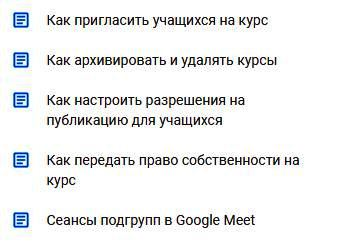 Как пригласить учащихся на курс
Как архивировать и удалять курсы
Как настроить разрешения на
публикацию для учащихся
Как передать право собственности на
курс
Сеансы подгрупп в Google Meet